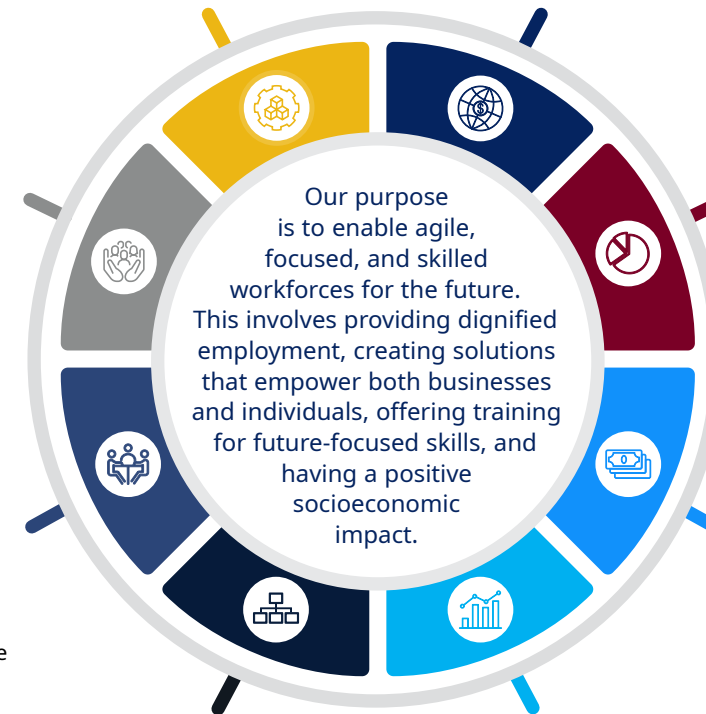 Our purpose
is to enable agile,
focused, and skilled
workforces for the future.
This involves providing dignified
employment, creating solutions
that empower both businesses
and individuals, offering training
for future-focused skills, and
having a positive
socioeconomic
impact.
e